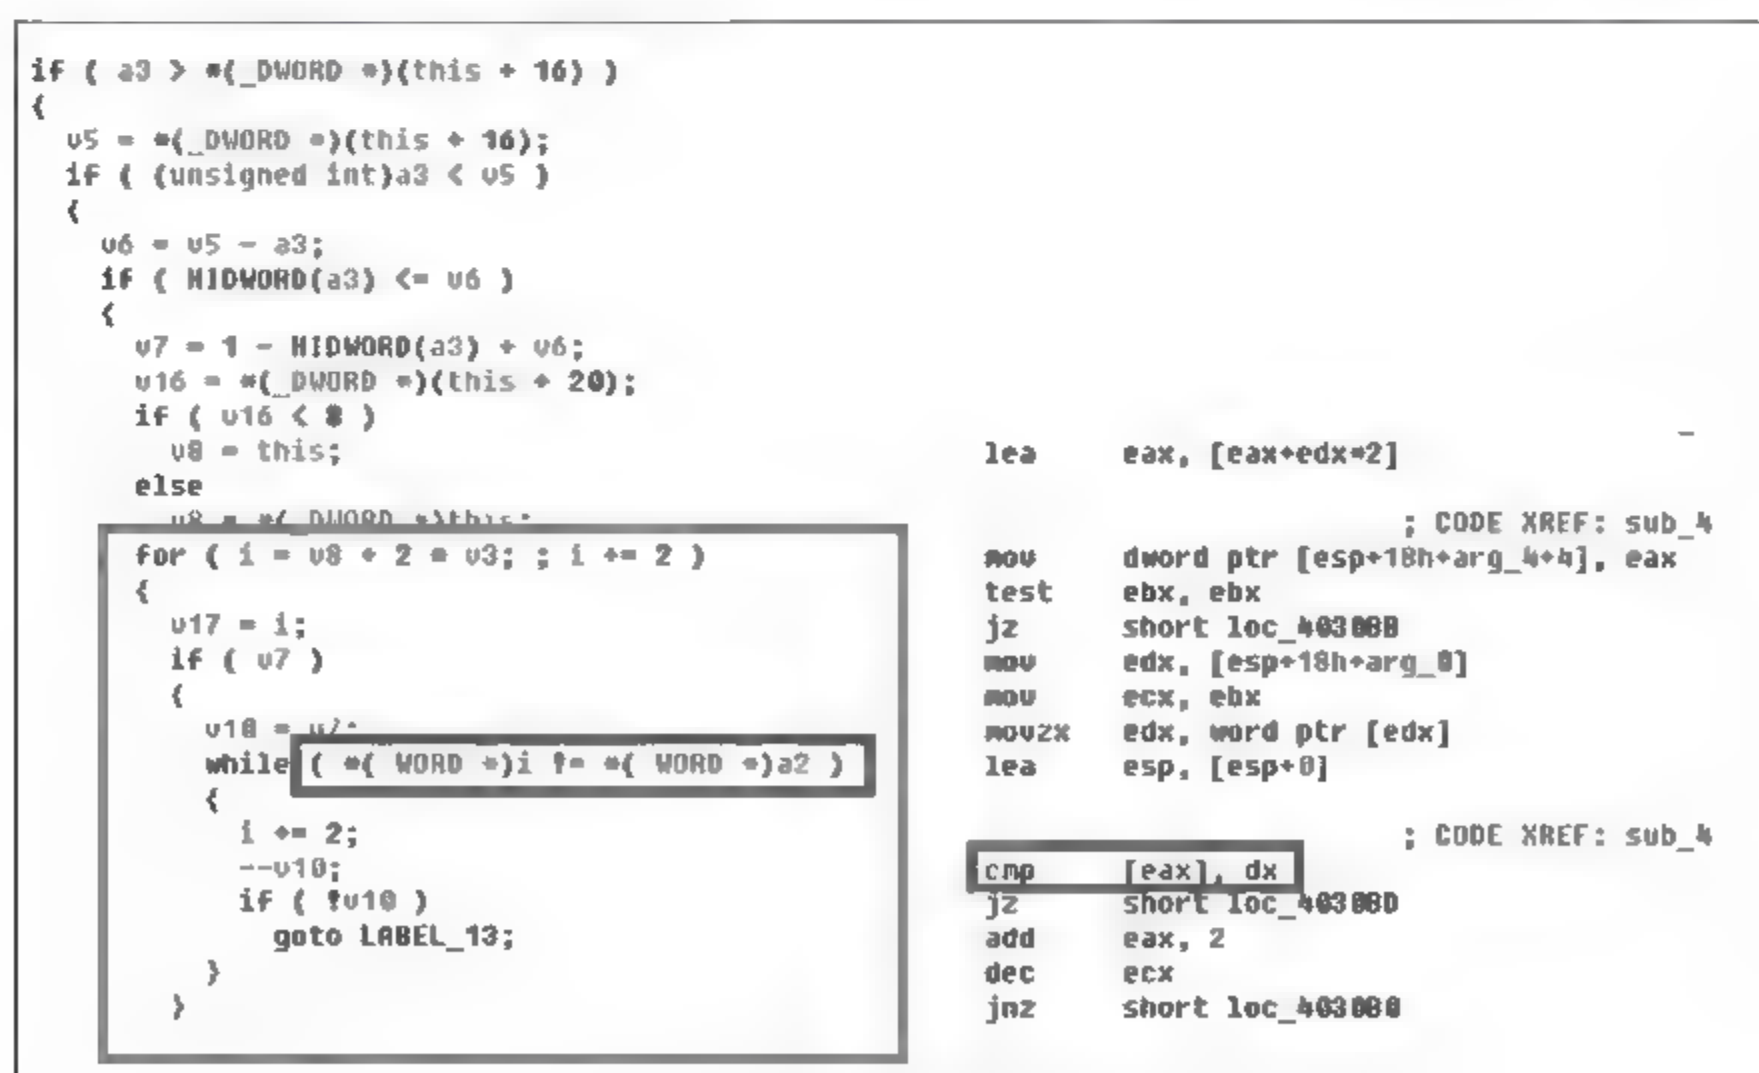 if ( a3 > *(_DWORD *)(this + 16) )
{
v5 = *(_DWORD *)(this + 16);
if ( (unsigned int)a3 < v5 )
{
v6 = v5 - a3;
if ( HIDWORD(a3) <= v6 )
{
v7 = 1 - HIDWORD(a3) + v6;
v16 = *(_DWORD *)(this + 20);
if ( v16 < 8 )
v8 = this;
else
v8 = *(_DWORD *)this;
for ( i = v8 + 2 * v3; ; i += 2 )
{
v17 = i;
if ( v7 )
{
v10 = v7;
while ( *(_WORD *)i != *(_WORD *)a2 )
{
i += 2;
--v10;
if ( !v10 )
goto LABEL_13;
}
}
lea eax, [eax+edx*2]
; CODE XREF: sub_4
mov dword ptr [esp+18h+arg_4+4], eax
test ebx, ebx
jz short
mov edx, [esp+18h+arg_0]
mov ecx, ebx
movzx edx, word ptr [edx]
lea esp, [esp+0]
; CODE XREF: sub_4
cmp [eax], dx
jz short
add eax, 2
dec ecx
jnz short